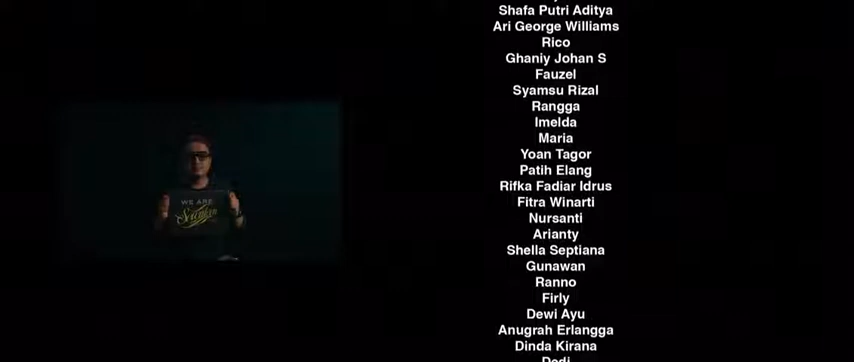 WE ARE
Seventeen
Shafa Putri Aditya
Ari George Williams
Rico
Ghaniy Johan S
Fauzel
Syamsu Rizal
Rangga
Imelda
Maria
Yoan Tagor
Patih Elang
Rifka Fadiar Idrus
Fitra Winarti
Nursanti
Arianty
Shella Septiana
Gunawan
Ranno
Firly
Dewi Ayu
Anugrah Erlangga
Dinda Kirana
Dedi